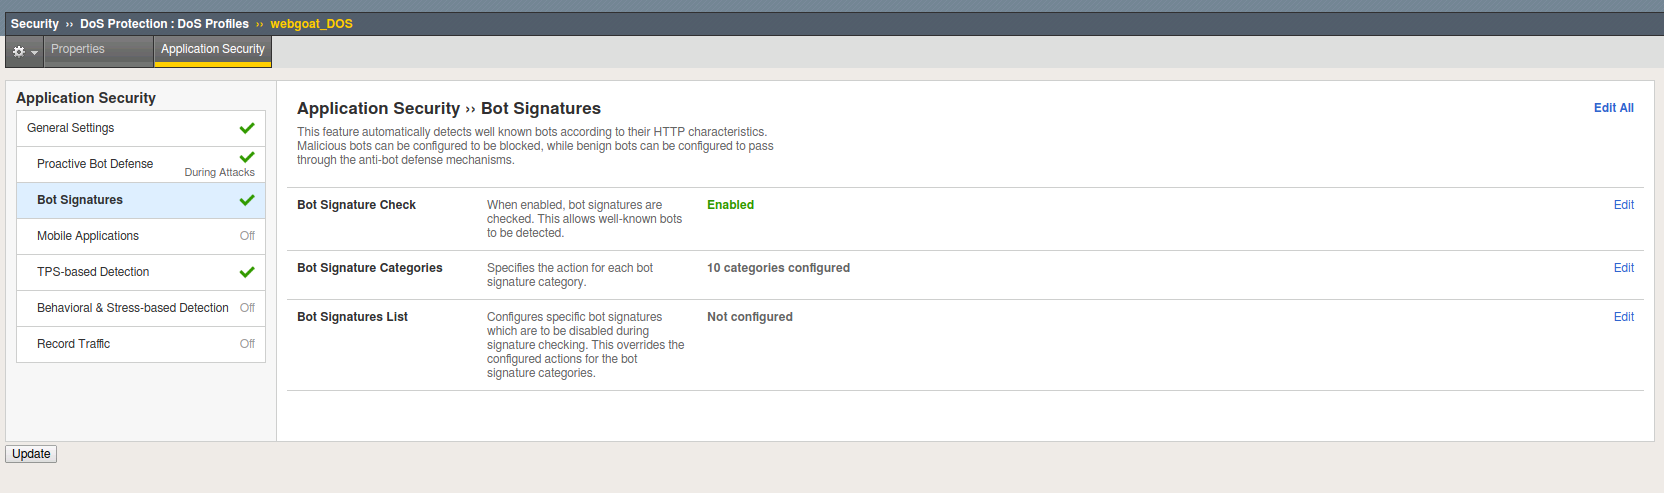 Security ›› DoS Protection : DoS Profiles ›› webgoat_DOS
Properties
Application Security
Application Security
General Settings
Proactive Bot Defense
During Attacks
Bot Signatures
Mobile Applications Off
TPS-based Detection
Behavioral & Stress-based Detection Off
Record Traffic Off
Application Security ›› Bot Signatures
Edit All
This feature automatically detects well known bots according to their HTTP characteristics.
Malicious bots can be configured to be blocked, while benign bots can be configured to pass
through the anti-bot defense mechanisms.
Bot Signature Check
When enabled, bot signatures are
checked. This allows well-known bots
to be detected.
Enabled
Edit
Bot Signature Categories
Specifies the action for each bot
signature category.
10 categories configured
Edit
Bot Signatures List
Configures specific bot signatures
which are to be disabled during
signature checking. This overrides the
configured actions for the bot
signature categories.
Not configured
Edit
Update